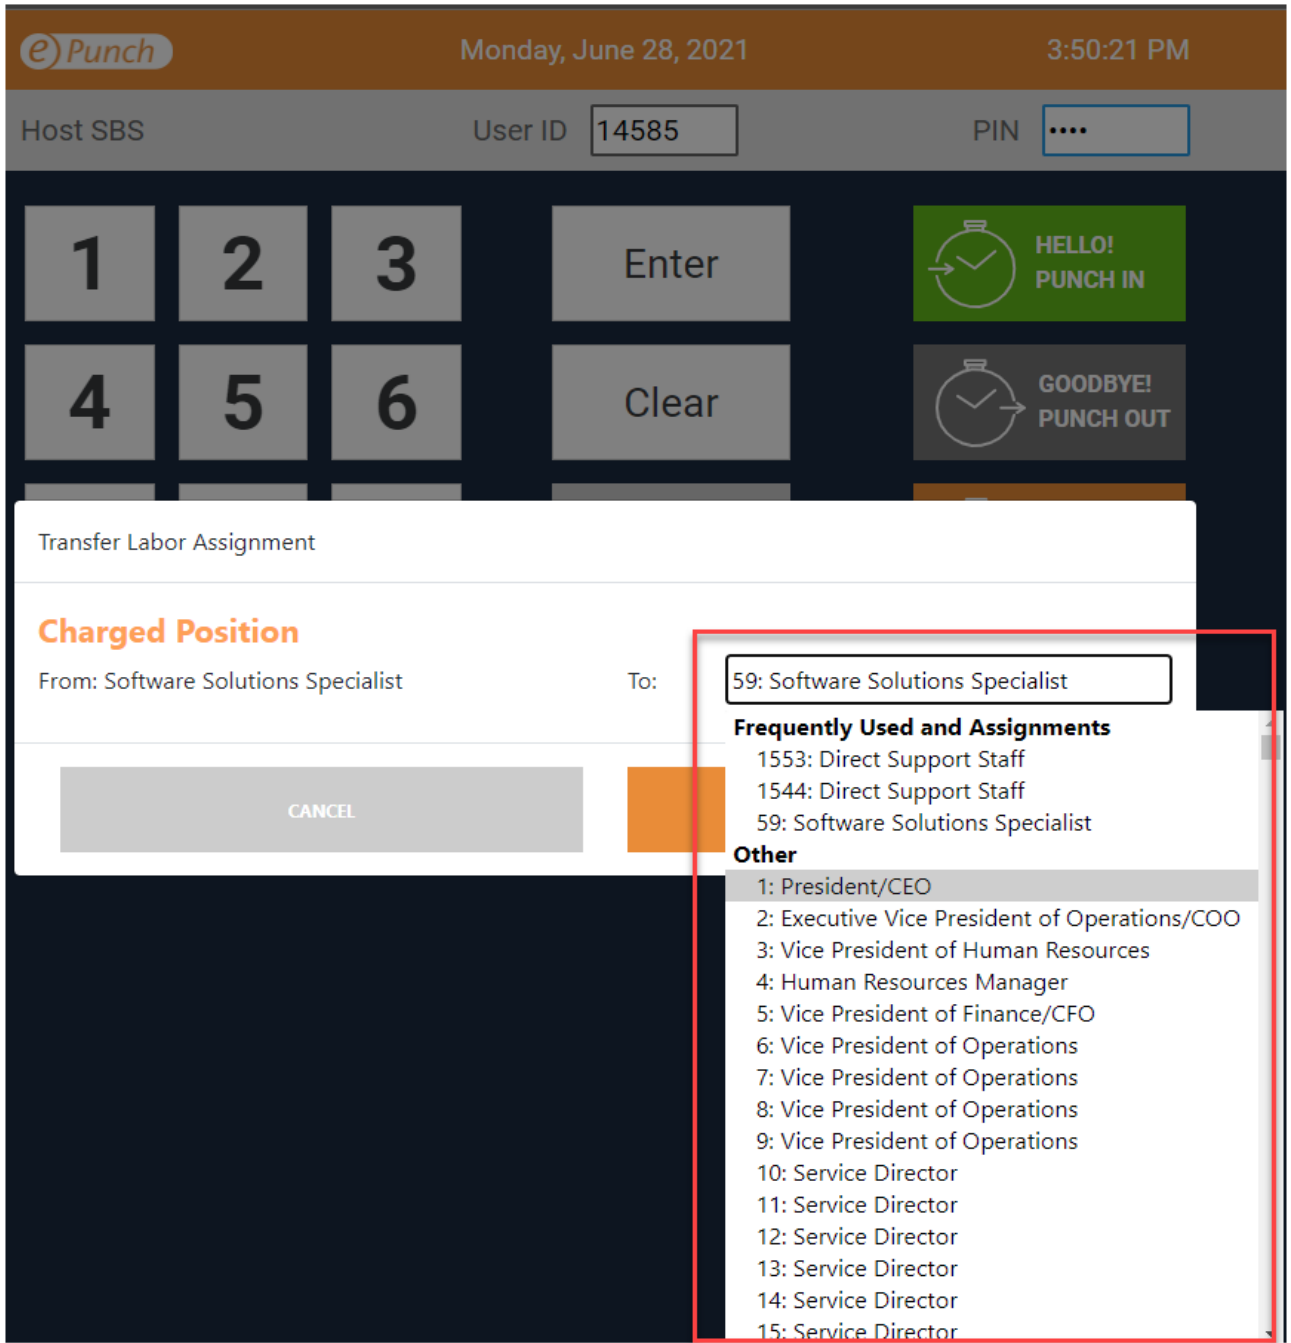 e Punch Monday, June 28, 2021 3:50:21 PM
Host SBS User ID 14585 PIN ••••
1 2 3 Enter HELLO!
PUNCH IN
4 5 6 Clear GOODBYE!
PUNCH OUT
Transfer Labor Assignment
Charged Position
From: Software Solutions Specialist To: 59: Software Solutions Specialist
CANCEL
Frequently Used and Assignments
1553: Direct Support Staff
1544: Direct Support Staff
59: Software Solutions Specialist
Other
1: President/CEO
2: Executive Vice President of Operations/COO
3: Vice President of Human Resources
4: Human Resources Manager
5: Vice President of Finance/CFO
6: Vice President of Operations
7: Vice President of Operations
8: Vice President of Operations
9: Vice President of Operations
10: Service Director
11: Service Director
12: Service Director
13: Service Director
14: Service Director
15: Service Director